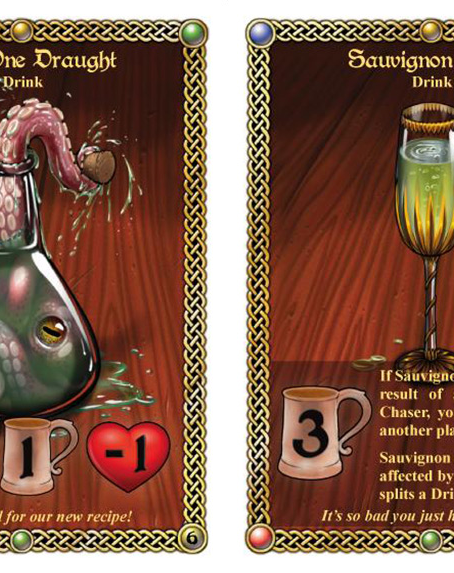 One Draught
Drink
1
-1
for our new recipe!
6
Sauvignon
Drink
3
If Sauvigno
result of
Chaser, yo
another pla
Sauvignon
affected by
splits a Dri
It's so bad you just h